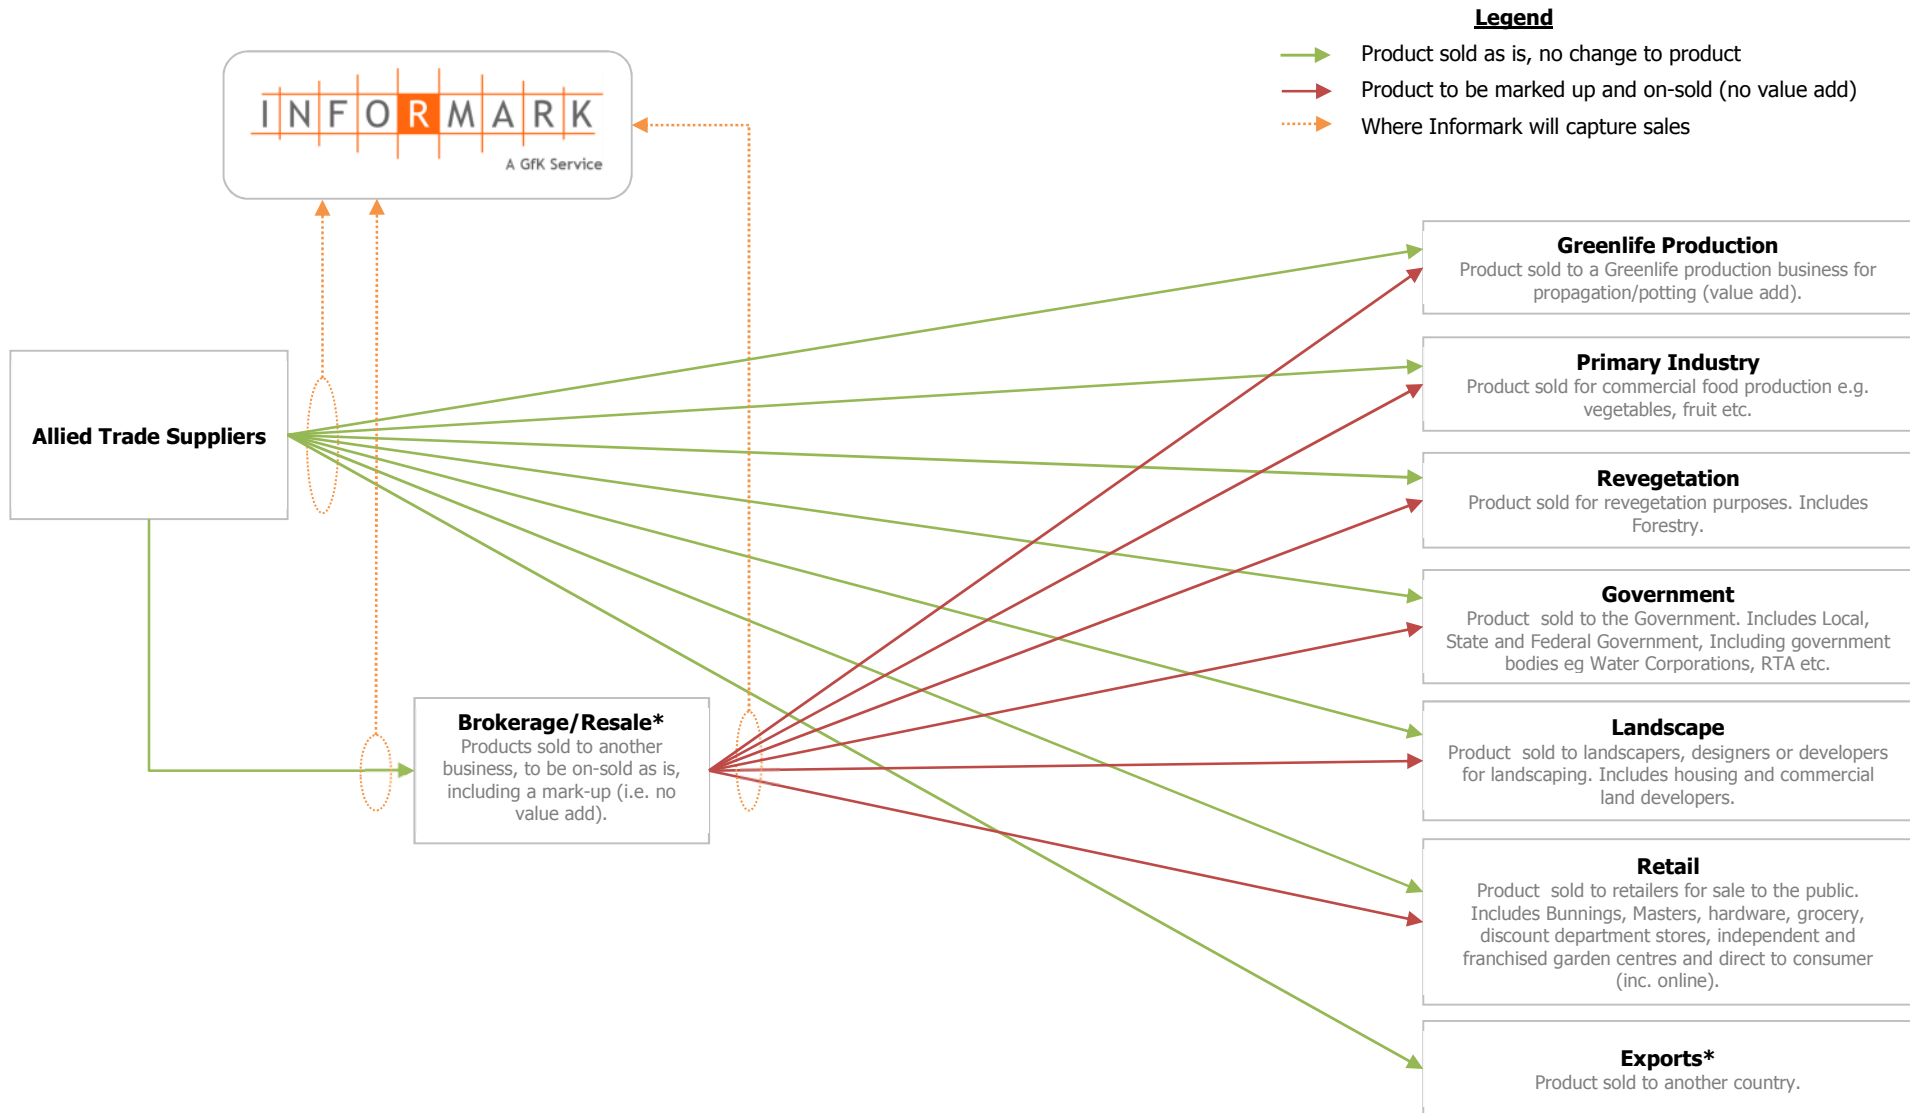 Legend
Product sold as is, no change to product
Product to be marked up and on-sold (no value add)
Where Informark will capture sales
INFORMARK
A GfK Service
Greenlife Production
Product sold to a Greenlife production business for
propagation/potting (value add).
Primary Industry
Product sold for commercial food production e.g.
vegetables, fruit etc.
Allied Trade Suppliers
Revegetation
Product sold for revegetation purposes. Includes
Forestry.
Government
Product  sold to the Government. Includes Local,
State and Federal Government, Including government
bodies eg Water Corporations, RTA etc.
Brokerage/Resale*
Products sold to another
business, to be on-sold as is,
including a mark-up (i.e. no
value add).
Landscape
Product  sold to landscapers, designers or developers
for landscaping. Includes housing and commercial
land developers.
Retail
Product  sold to retailers for sale to the public.
Includes Bunnings, Masters, hardware, grocery,
discount department stores, independent and
franchised garden centres and direct to consumer
(inc. online).
Exports*
Product sold to another country.